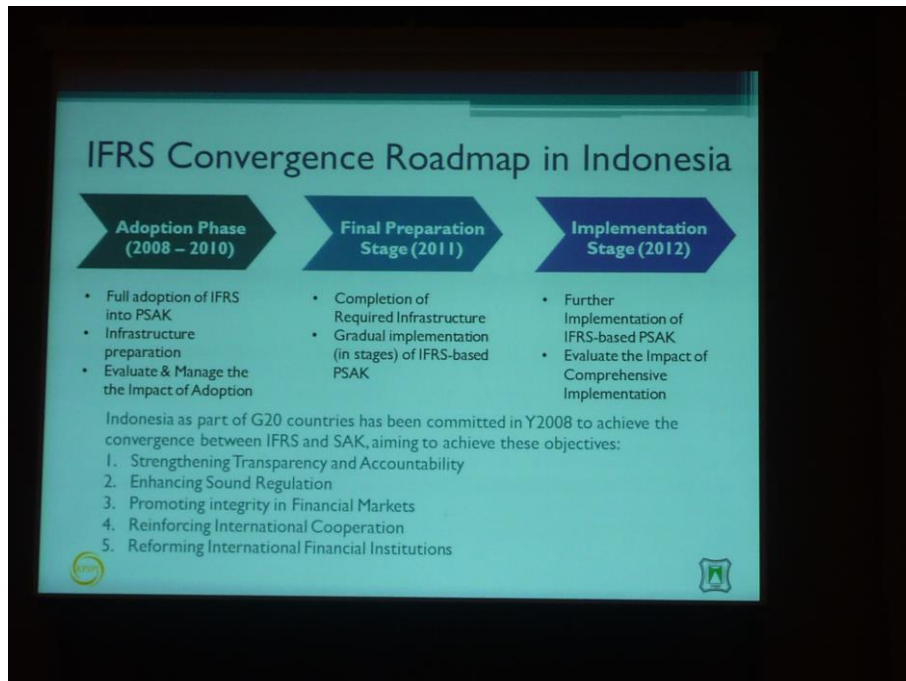 IFRS Convergence Roadmap in Indonesia
Adoption Phase
(2008 – 2010)
• Full adoption of IFRS
into PSAK
• Infrastructure
preparation
• Evaluate & Manage the
the Impact of Adoption
Final Preparation
Stage (2011)
• Completion of
Required Infrastructure
• Gradual implementation
(in stages) of IFRS-based
PSAK
Implementation
Stage (2012)
• Further
Implementation of
IFRS-based PSAK
• Evaluate the Impact of
Comprehensive
Implementation
Indonesia as part of G20 countries has been committed in Y2008 to achieve the
convergence between IFRS and SAK, aiming to achieve these objectives:
1. Strengthening Transparency and Accountability
2. Enhancing Sound Regulation
3. Promoting integrity in Financial Markets
4. Reinforcing International Cooperation
5. Reforming International Financial Institutions